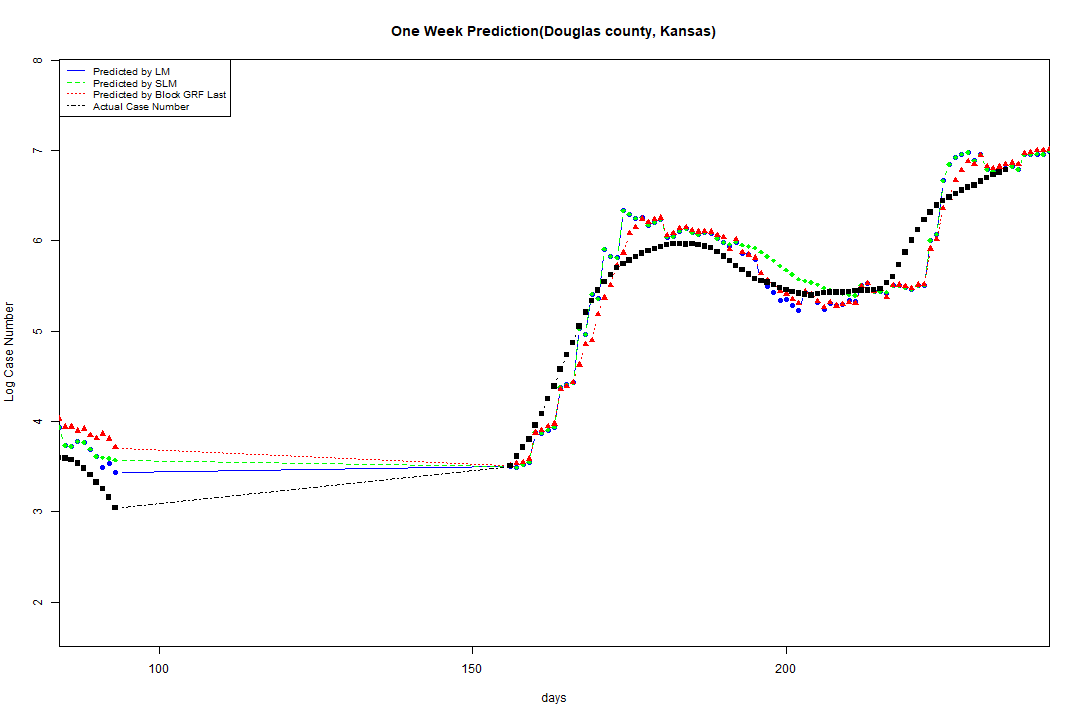 One Week Prediction(Douglas county, Kansas)
Predicted by LM
Predicted by SLM
Predicted by Block GRF Last
Actual Case Number
8
7
6
5
4
3
2
Log Case Number
100 150 200
days